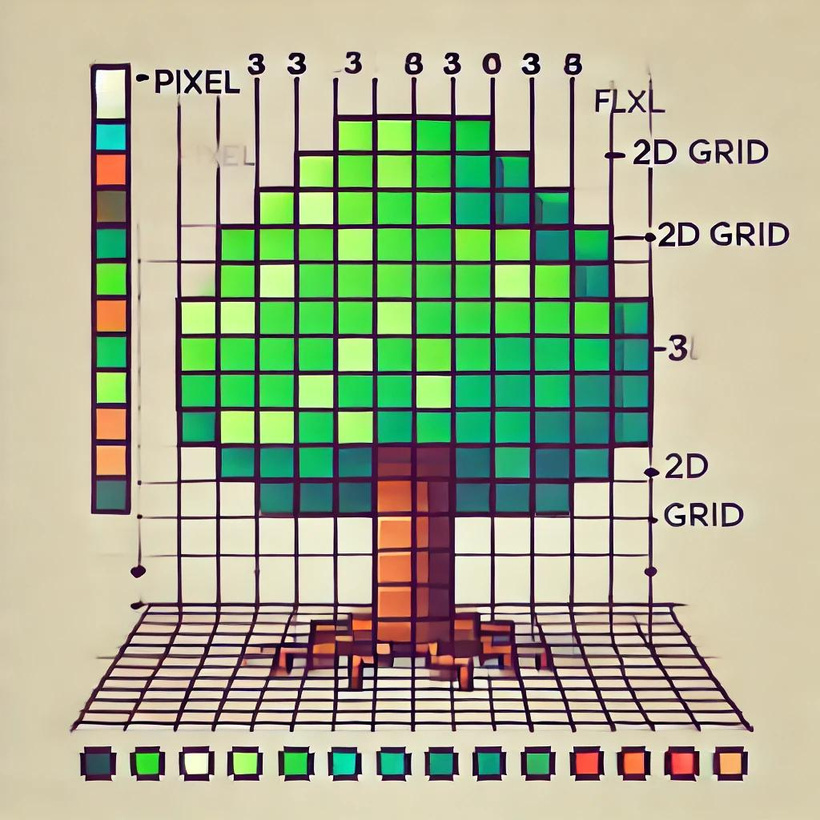 3 3 3 8 3 0 3 8
PIXEL
FLXL
2D GRID
2D GRID
3
2D
GRID